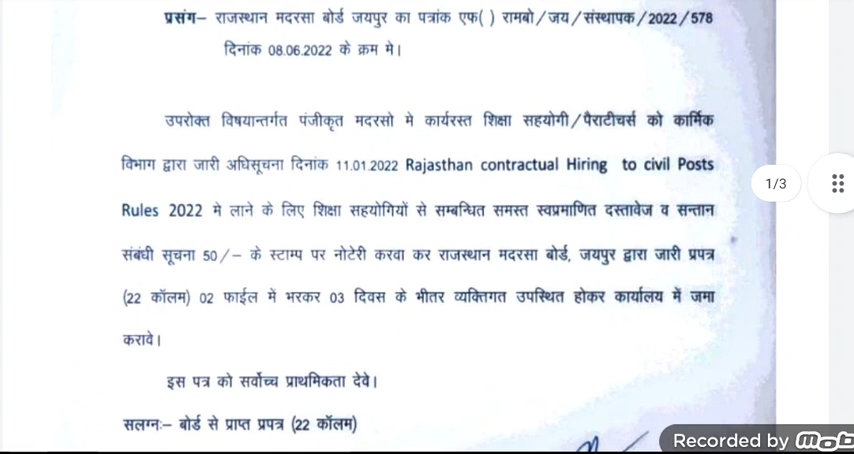 प्रसंग– राजस्थान मदरसा बोर्ड जयपुर का पत्रांक एफ( ) रामबो/जय/संस्थापक/2022/578
दिनांक 08.06.2022 के क्रम मे।
उपरोक्त विषयान्तर्गत पंजीकृत मदरसो मे कार्यरस्त शिक्षा सहयोगी/पैराटीचर्स को कार्मिक
विभाग द्वारा जारी अधिसूचना दिनांक 11.01.2022 Rajasthan contractual Hiring to civil Posts
Rules 2022 मे लाने के लिए शिक्षा सहयोगियों से सम्बन्धित समस्त स्वप्रमाणित दस्तावेज व सन्तान
संबंधी सूचना 50/– के स्टाम्प पर नोटेरी करवा कर राजस्थान मदरसा बोर्ड, जयपुर द्वारा जारी प्रपत्र
(22 कॉलम) 02 फाईल में भरकर 03 दिवस के भीतर व्यक्तिगत उपस्थित होकर कार्यालय में जमा
करावे।
इस पत्र को सर्वोच्च प्राथमिकता देवे।
सलग्नः– बोर्ड से प्राप्त प्रपत्र (22 कॉलम)
1/3
Recorded by